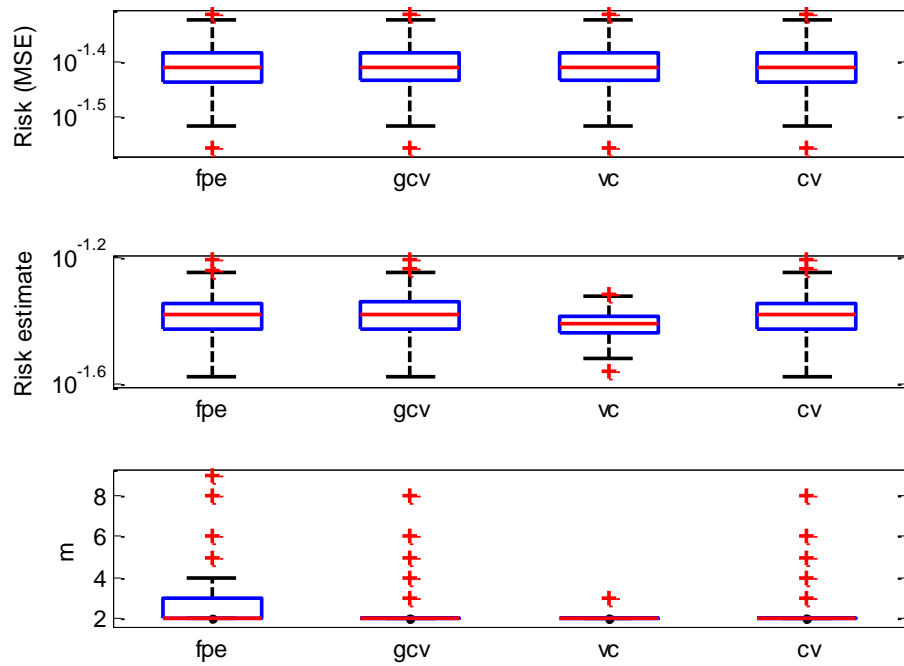 Risk (MSE)
10^-1.4
10^-1.5
fpe gcv vc cv
Risk estimate
10^-1.2
10^-1.6
fpe gcv vc cv
m
8
6
4
2
fpe gcv vc cv